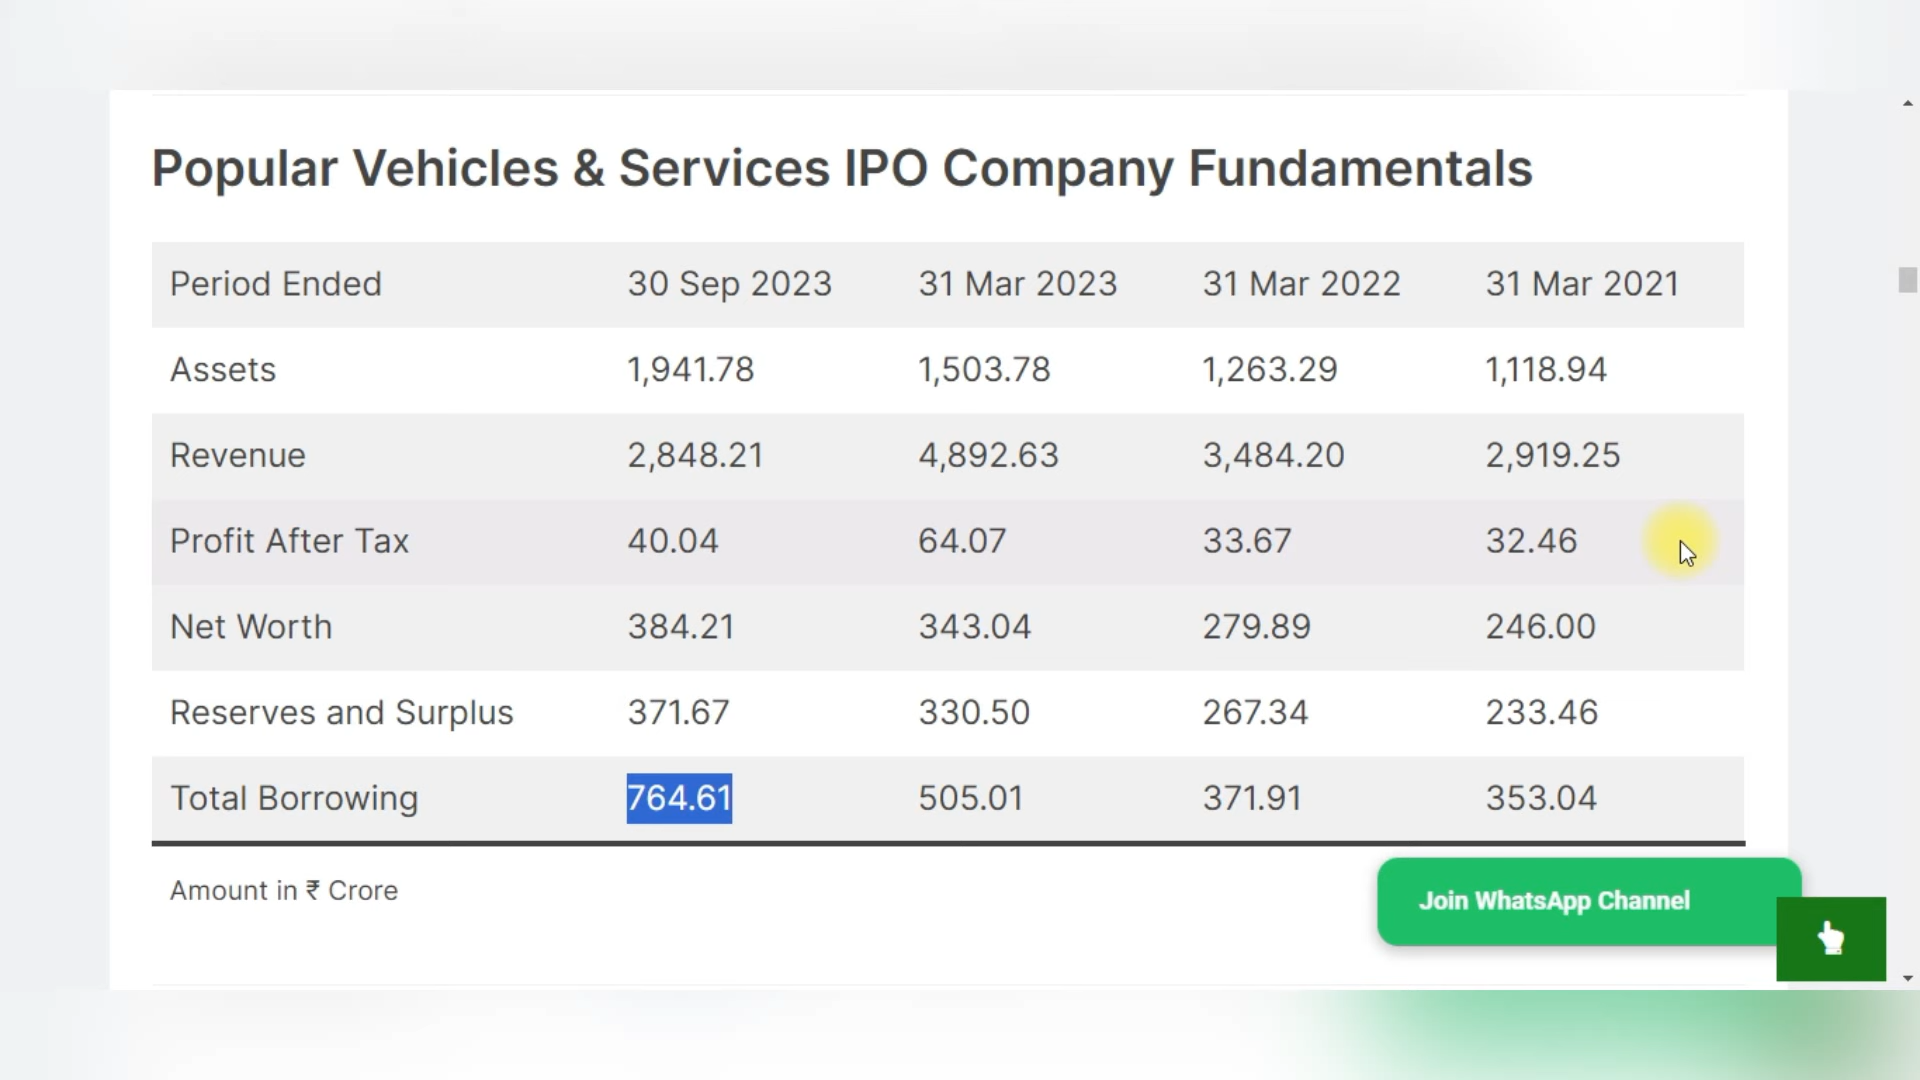 Popular Vehicles & Services IPO Company Fundamentals
Period Ended 30 Sep 2023 31 Mar 2023 31 Mar 2022 31 Mar 2021
Assets 1,941.78 1,503.78 1,263.29 1,118.94
Revenue 2,848.21 4,892.63 3,484.20 2,919.25
Profit After Tax 40.04 64.07 33.67 32.46
Net Worth 384.21 343.04 279.89 246.00
Reserves and Surplus 371.67 330.50 267.34 233.46
Total Borrowing 764.61 505.01 371.91 353.04
Amount in ₹ Crore
Join WhatsApp Channel